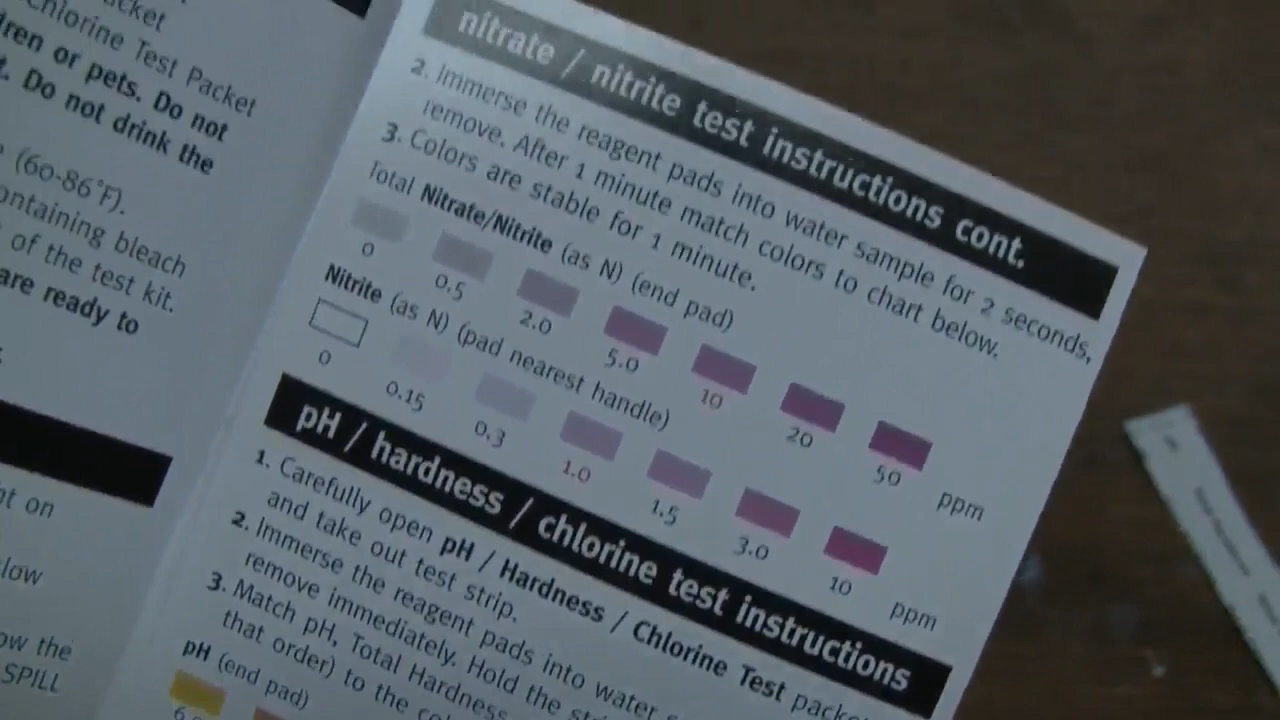 acket
Chlorine Test Packet
dren or pets. Do not
t. Do not drink the
(60-86°F).
ontaining bleach
of the test kit.
are ready to
nt on
low
ow the
SPILL
nitrate / nitrite test instructions cont.
2. Immerse the reagent pads into water sample for 2 seconds,
remove. After 1 minute match colors to chart below.
3. Colors are stable for 1 minute.
Total Nitrate/Nitrite (as N) (end pad)
0 0.5 2.0 5.0 10 20 50 ppm
Nitrite (as N) (pad nearest handle)
0 0.15 0.3 1.0 1.5 3.0 10 ppm
pH / hardness / chlorine test instructions
1. Carefully open pH / Hardness / Chlorine Test packe
and take out test strip.
2. Immerse the reagent pads into water
remove immediately. Hold the
3. Match pH, Total Hardness
that order) to the
pH (end pad)